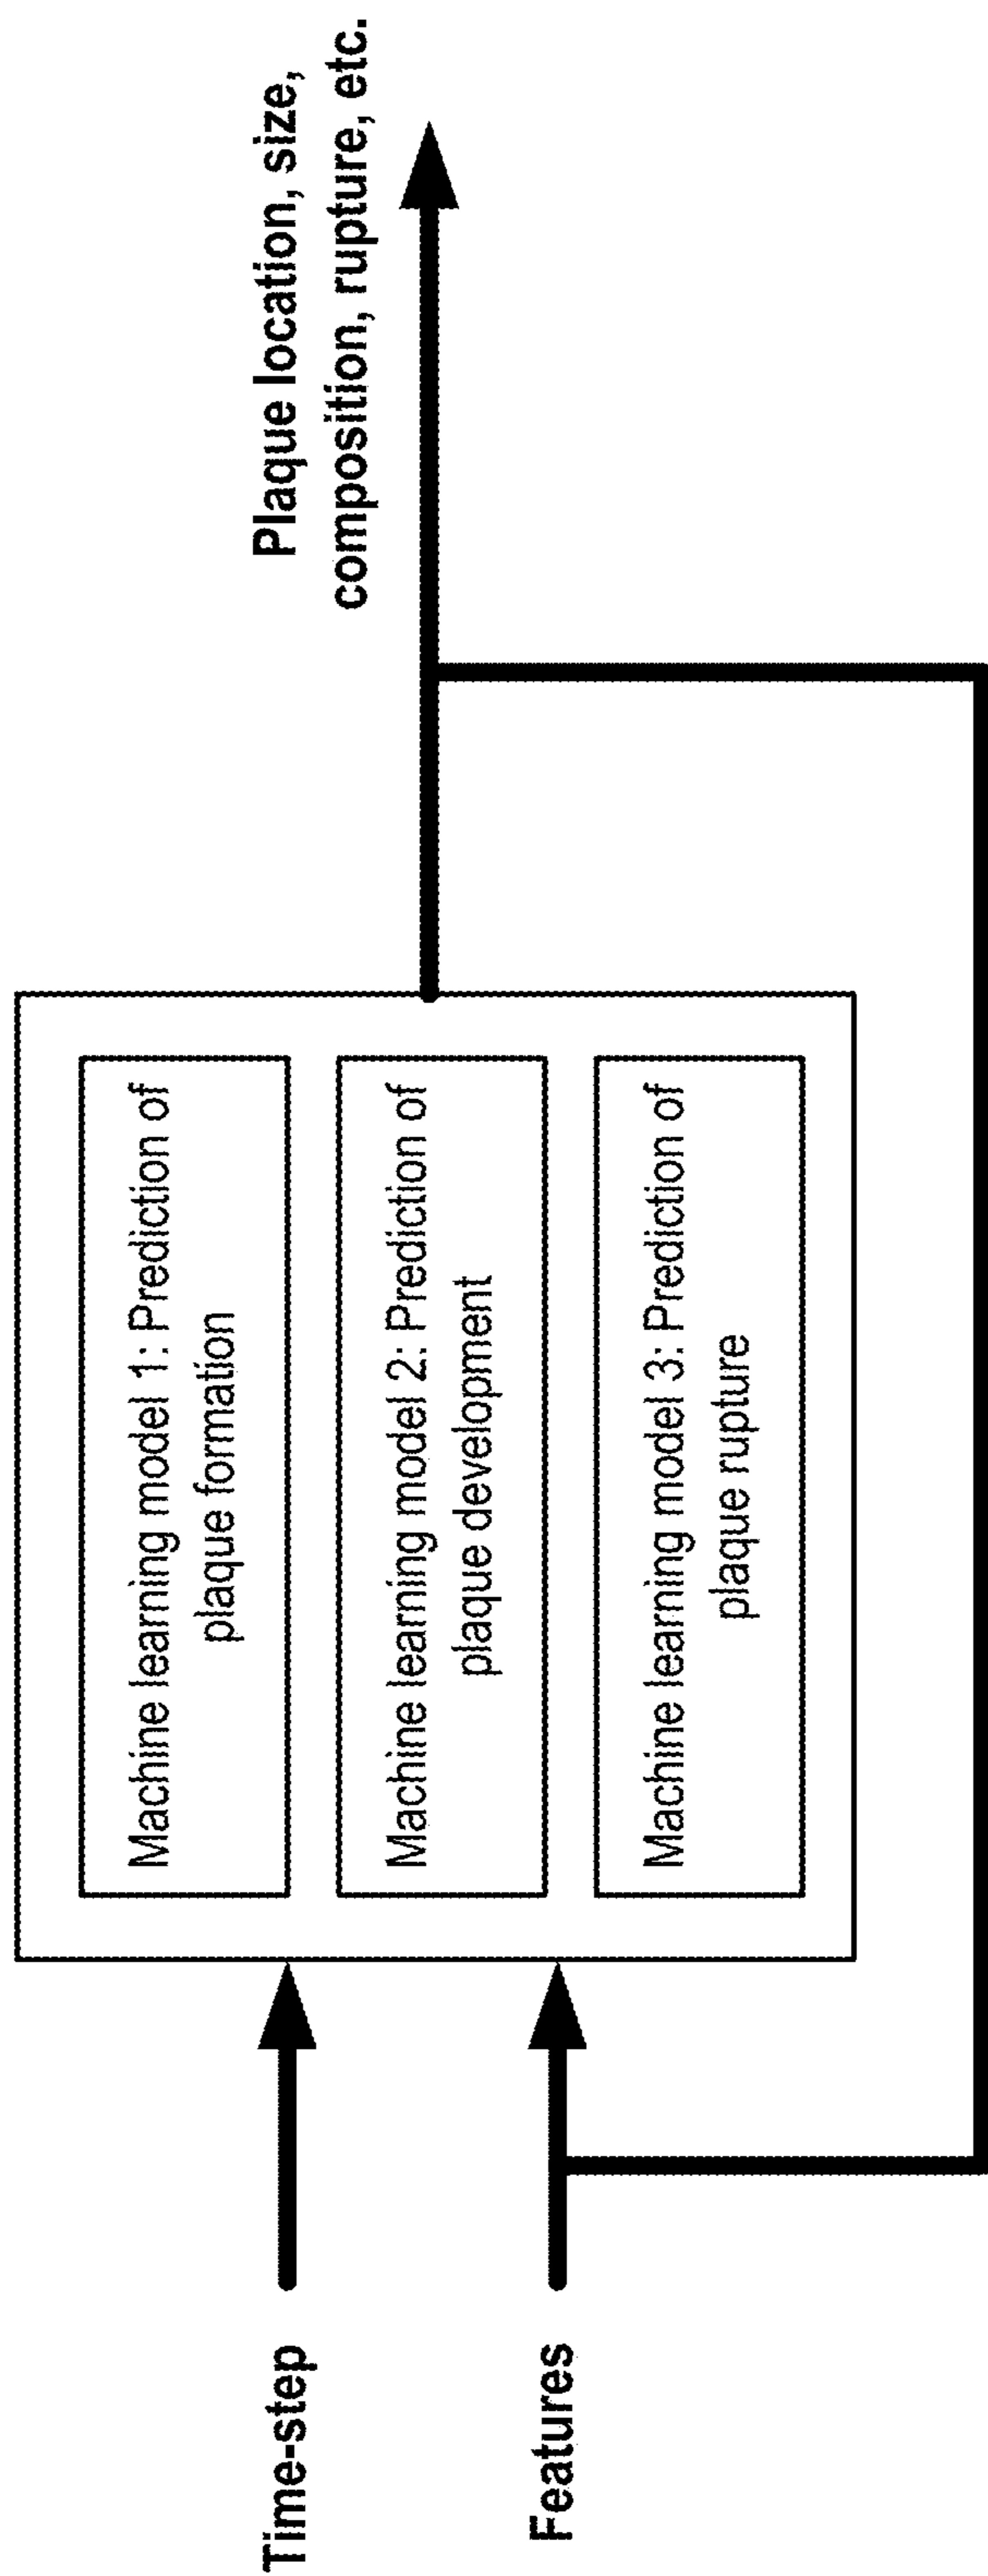 Time-step
Features
Machine learning model 1: Prediction of
plaque formation
Machine learning model 2: Prediction of
plaque development
Machine learning model 3: Prediction of
plaque rupture
Plaque location, size,
composition, rupture, etc.